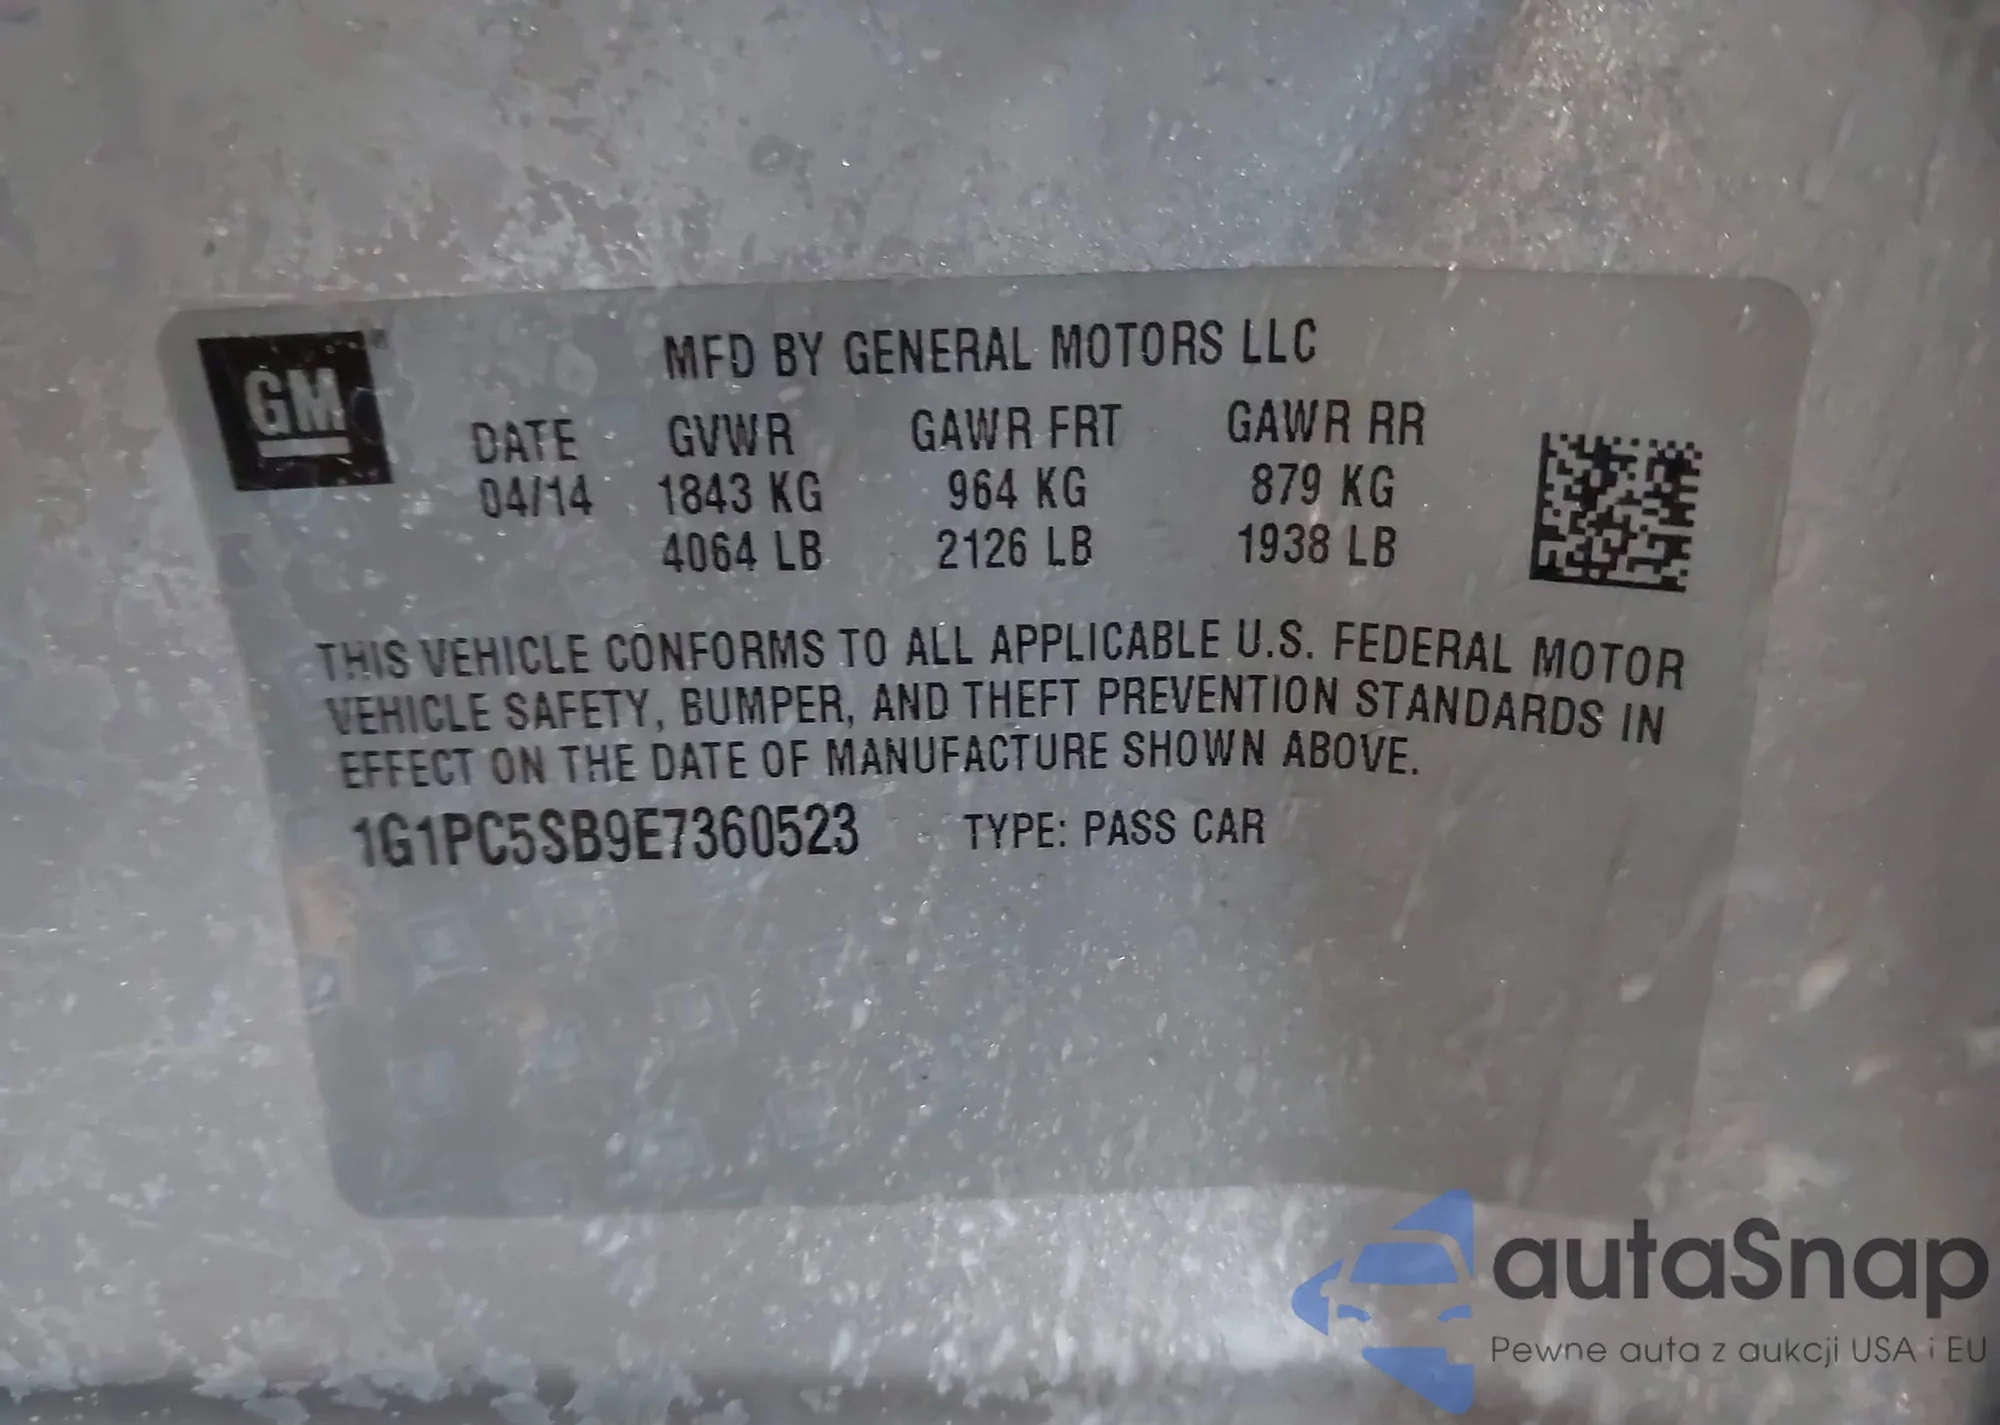 GM
MFD BY GENERAL MOTORS LLC
DATE GVWR GAWR FRT GAWR RR
04/14 1843 KG 964 KG 879 KG
4064 LB 2126 LB 1938 LB
THIS VEHICLE CONFORMS TO ALL APPLICABLE U.S. FEDERAL MOTOR
VEHICLE SAFETY, BUMPER, AND THEFT PREVENTION STANDARDS IN
EFFECT ON THE DATE OF MANUFACTURE SHOWN ABOVE.
1G1PC5SB9E7360523 TYPE: PASS CAR
autaSnap
Pewne auta z aukcji USA i EU